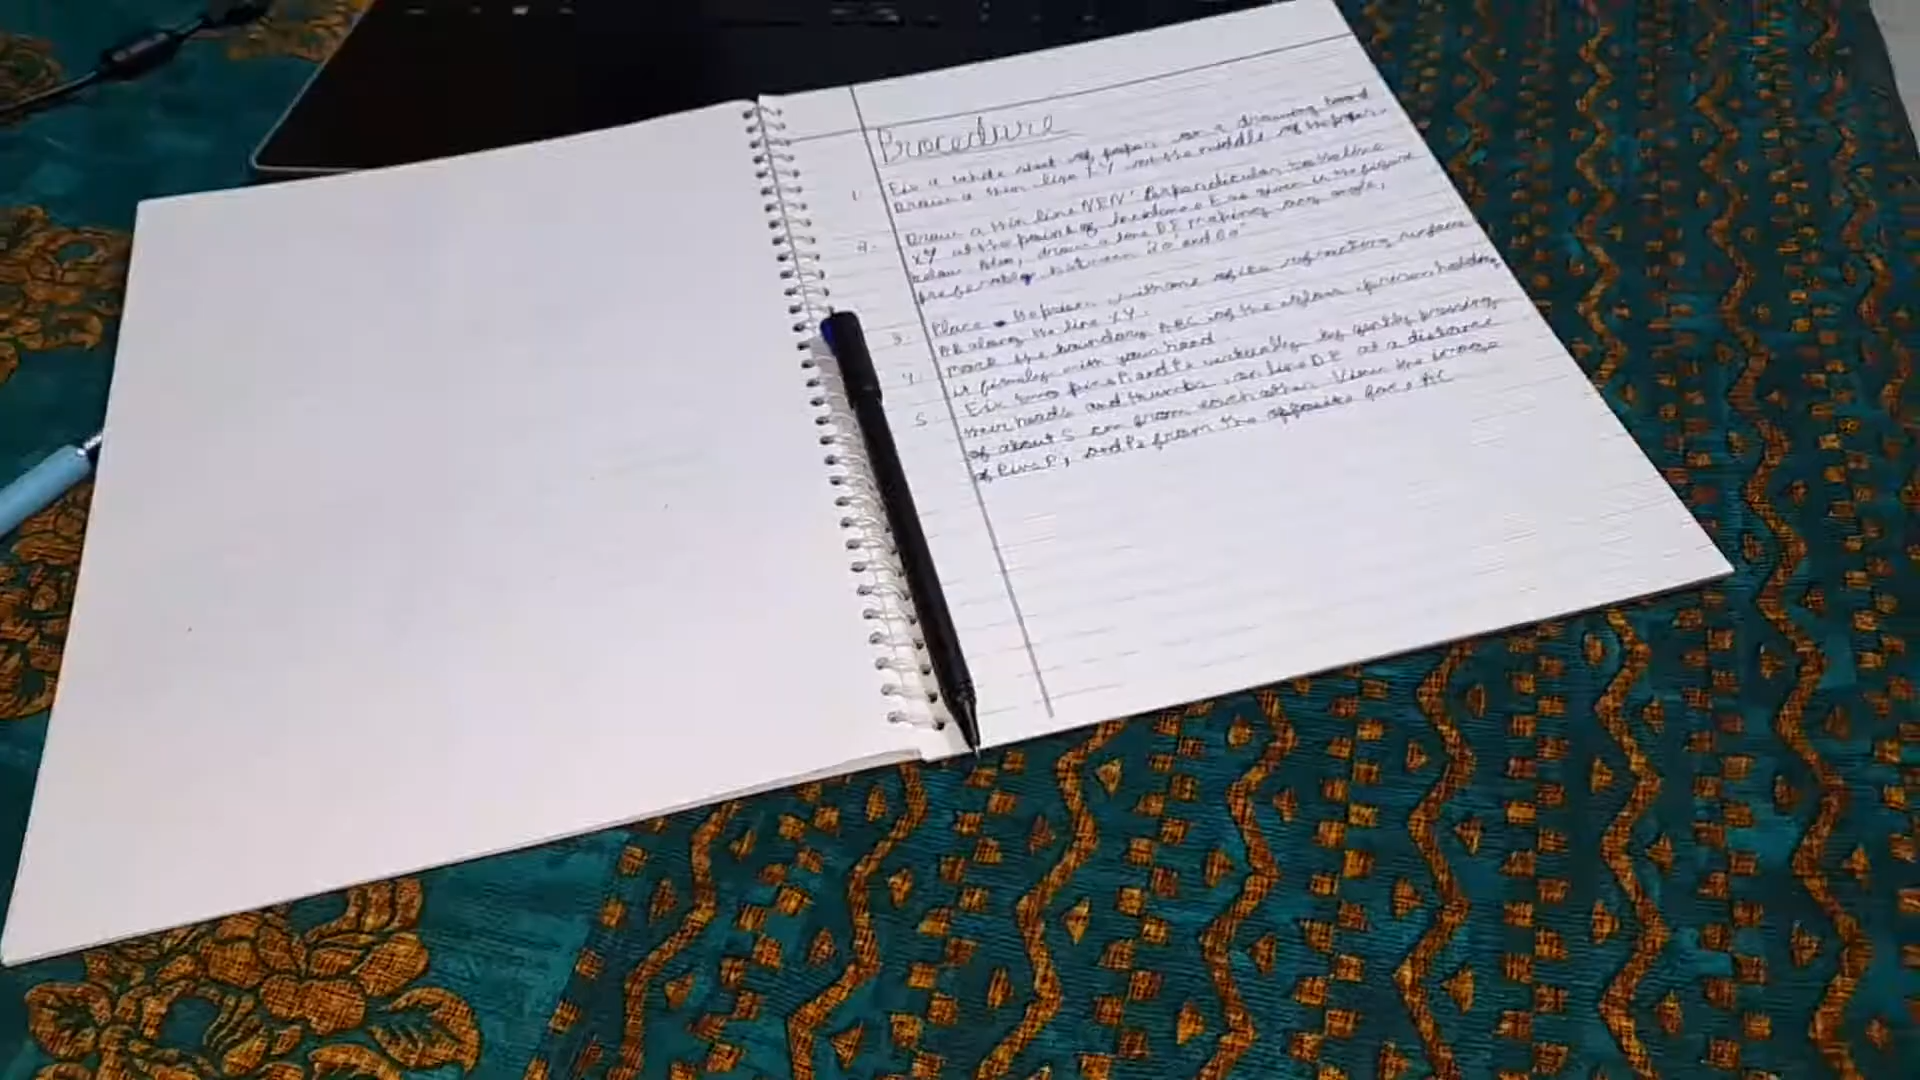 Procedure
1. Fix a white sheet of paper on a drawing board
Draw a thin line XY at the middle of the paper.
2. Draw a thin line NEN' Perpendicular to the line
XY at the point of Incidence E as given in the figure
below Also, draw a line DE making any angle,
preferably between 30° and 60°
3. Place the prism with one of its refracting surface
AB along the line XY.
4. Mark the boundary ABC of the glass prism holding
it firmly with your hand.
5. Fix two pins P1 and P2 vertically by gently pressing
their heads and thumbs, on line DE at a distance
of about 5 cm from each other View the image
of Pins P1 and P2 from the opposite face, AC